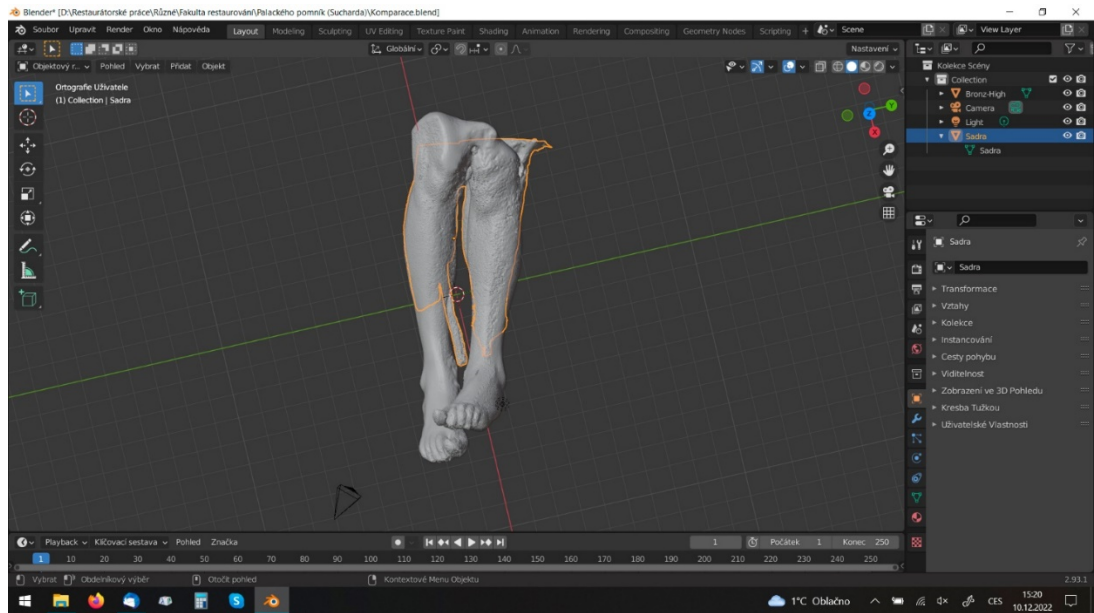 Blender* [D:\Restaurátorské práce\Různé\Fakulta restaurování\Palackého pomník (Sucharda)\Komparace.blend]
Soubor Upravit Render Okno Nápověda Layout Modeling Sculpting UV Editing Texture Paint Shading Animation Rendering Compositing Geometry Nodes Scripting + Scene View Layer
Globální Nastavení
Objektový r... Pohled Vybrat Přidat Objekt
Ortografie Uživatele
(1) Collection | Sadra
Y
Z
X
Kolekce Scény
Collection
Bronz-High
Camera
Light
Sadra
Sadra
Sadra
Sadra
Transformace
Vztahy
Kolekce
Instancování
Cesty pohybu
Viditelnost
Zobrazení ve 3D Pohledu
Kresba Tužkou
Uživatelské Vlastnosti
Playback Klíčovací sestava Pohled Značka 1 Počátek 1 Konec 250
1 10 20 30 40 50 60 70 80 90 100 110 120 130 140 150 160 170 180 190 200 210 220 230 240 250
Vybrat Obdelníkový výběr Otočit pohled Kontextové Menu Objektu 2.93.1
1°C Oblačno CES 15:20
10.12.2022